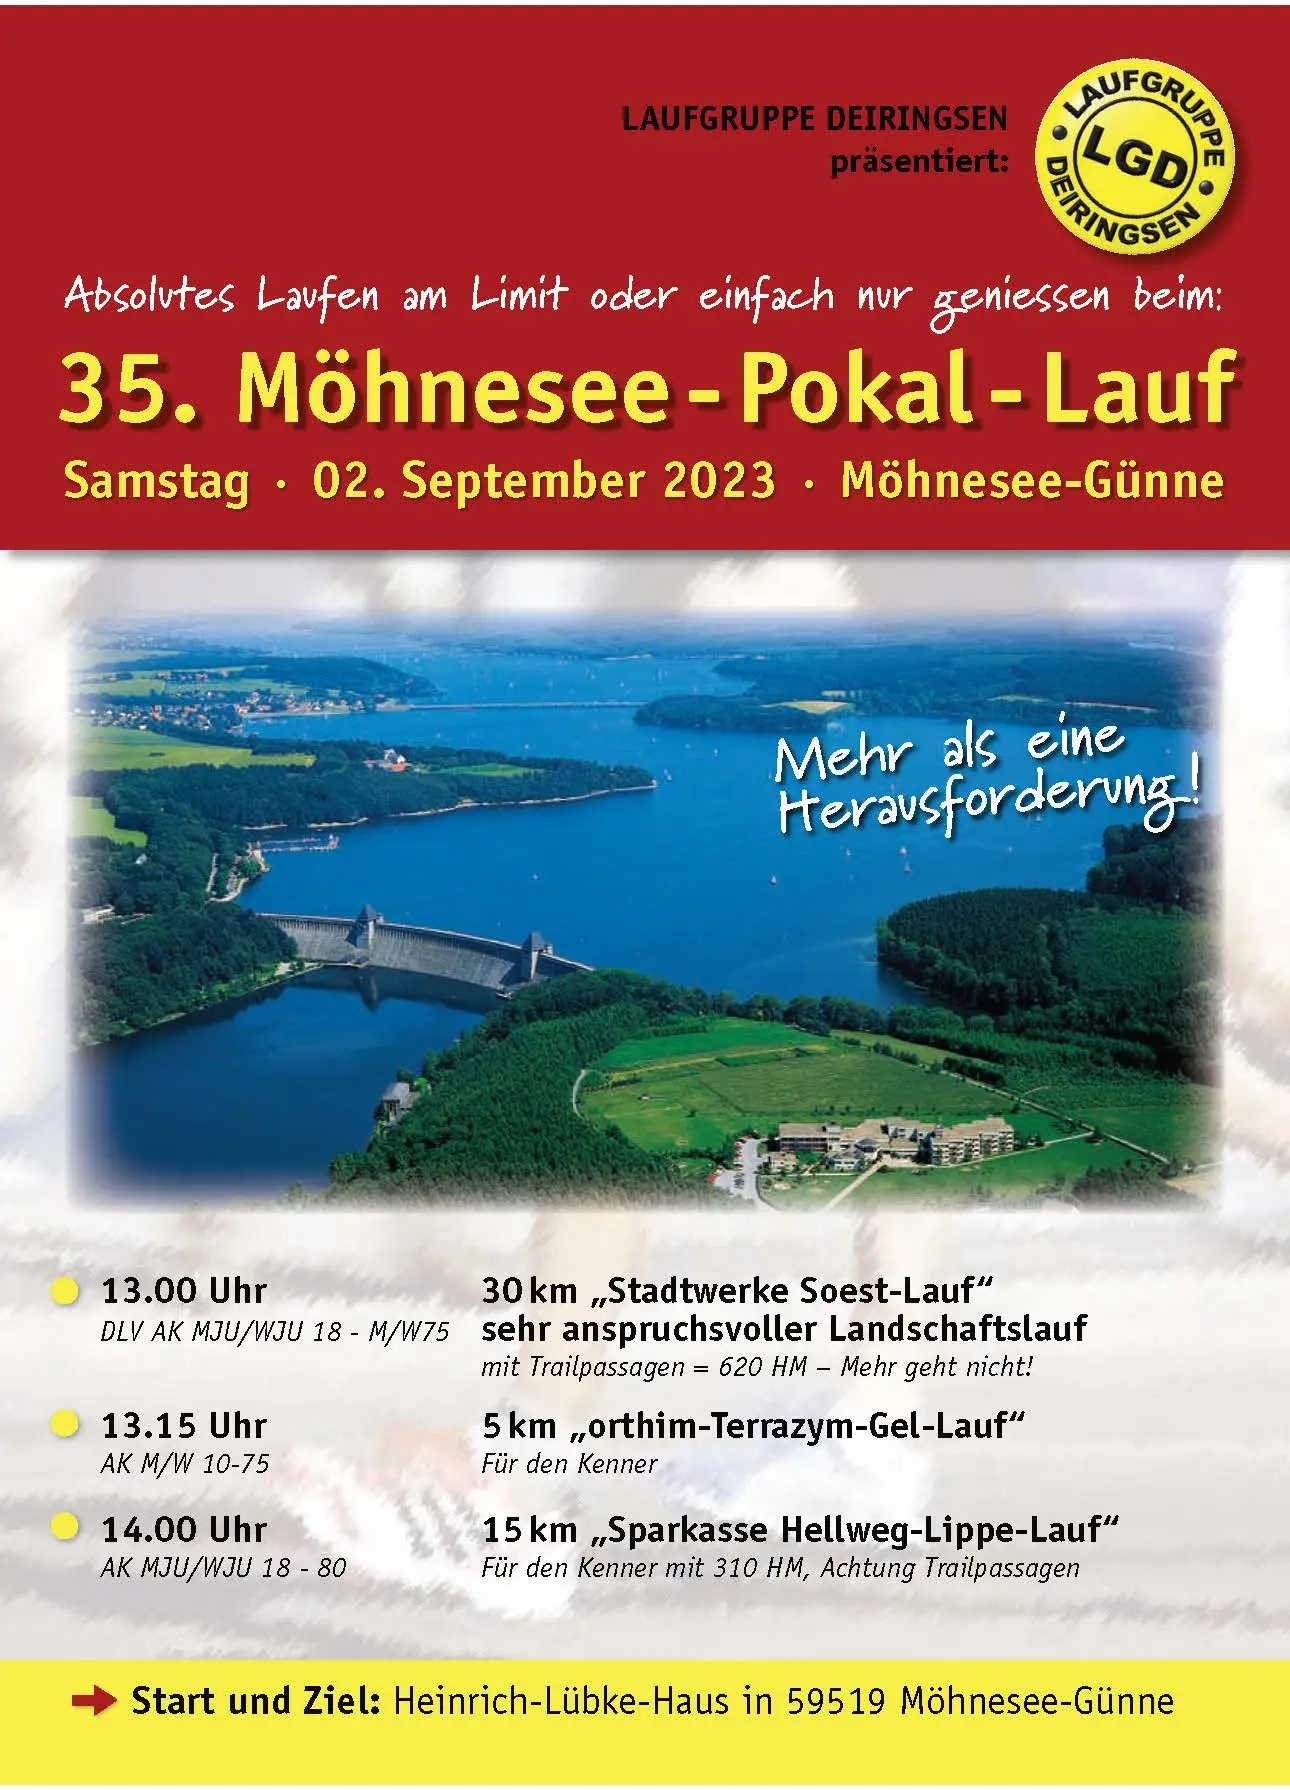 LAUFGRUPPE DEIRINGSEN
präsentiert:
LAUFGRUPPE
LGD
DEIRINGSEN
Absolutes Laufen am Limit oder einfach nur geniessen beim:
35. Möhnesee - Pokal - Lauf
Samstag · 02. September 2023 · Möhnesee-Günne
Mehr als eine
Herausforderung!
13.00 Uhr
30 km „Stadtwerke Soest-Lauf“
DLV AK MJU/WJU 18 - M/W75
sehr anspruchsvoller Landschaftslauf
mit Trailpassagen = 620 HM – Mehr geht nicht!
13.15 Uhr
5 km „orthim-Terrazym-Gel-Lauf“
AK M/W 10-75
Für den Kenner
14.00 Uhr
15 km „Sparkasse Hellweg-Lippe-Lauf“
AK MJU/WJU 18 - 80
Für den Kenner mit 310 HM, Achtung Trailpassagen
Start und Ziel: Heinrich-Lübke-Haus in 59519 Möhnesee-Günne